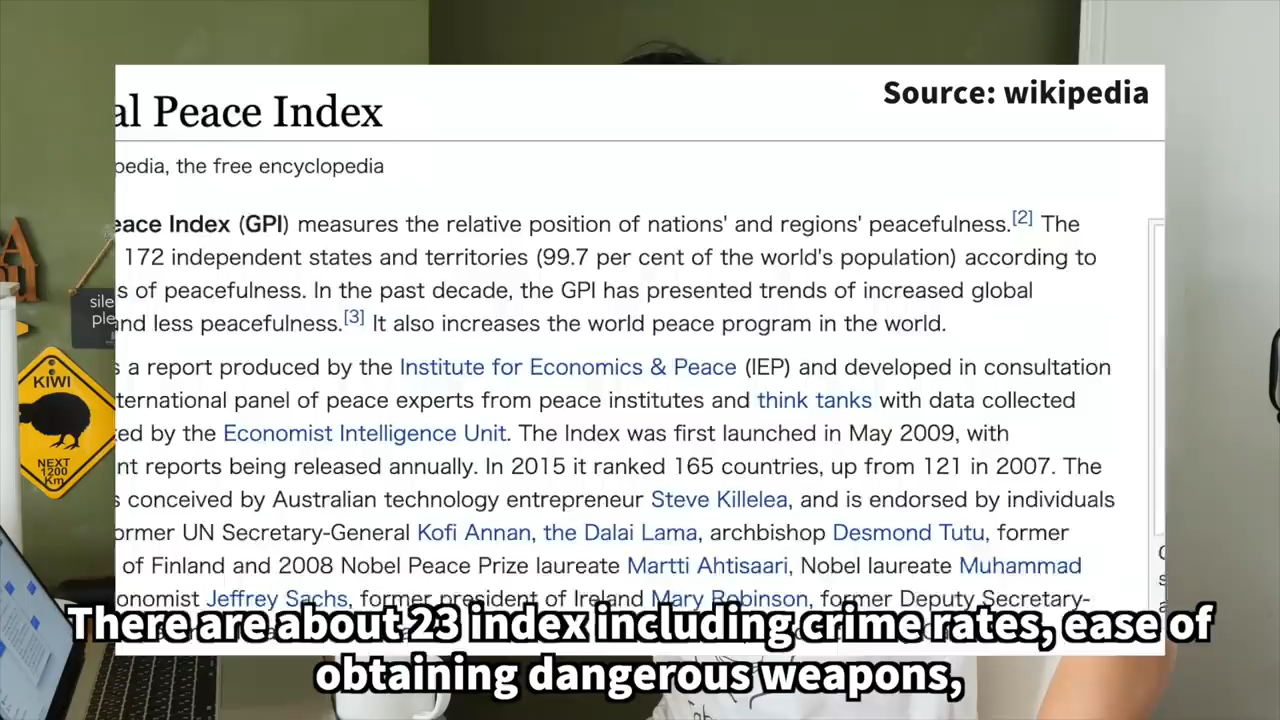 Source: wikipedia
al Peace Index
pedia, the free encyclopedia
eace Index (GPI) measures the relative position of nations' and regions' peacefulness.[2] The
172 independent states and territories (99.7 per cent of the world's population) according to
s of peacefulness. In the past decade, the GPI has presented trends of increased global
nd less peacefulness.[3] It also increases the world peace program in the world.
s a report produced by the Institute for Economics & Peace (IEP) and developed in consultation
ternational panel of peace experts from peace institutes and think tanks with data collected
ed by the Economist Intelligence Unit. The Index was first launched in May 2009, with
nt reports being released annually. In 2015 it ranked 165 countries, up from 121 in 2007. The
s conceived by Australian technology entrepreneur Steve Killelea, and is endorsed by individuals
ormer UN Secretary-General Kofi Annan, the Dalai Lama, archbishop Desmond Tutu, former
of Finland and 2008 Nobel Peace Prize laureate Martti Ahtisaari, Nobel laureate Muhammad
onomist Jeffrey Sachs, former president of Ireland Mary Robinson, former Deputy Secretary-
There are about 23 index including crime rates, ease of
obtaining dangerous weapons,
sile
ple
KIWI
NEXT
1200
Km